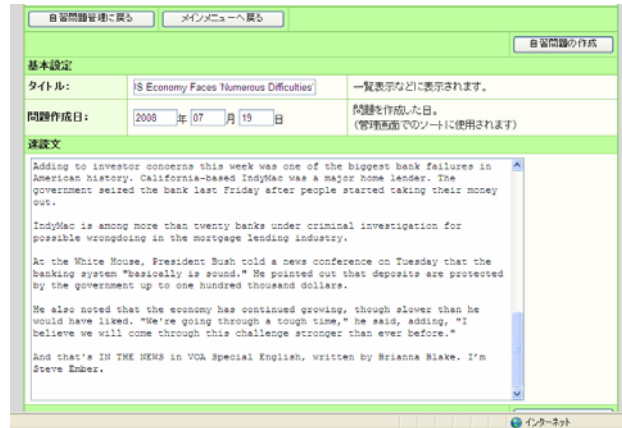 自習問題管理に戻る メインメニューへ戻る
自習問題の作成
基本設定
タイトル: IS Economy Faces 'Numerous Difficulties' 一覧表示などに表示されます。
問題作成日: 2008 年 07 月 19 日 問題を作成した日。
(管理画面でのソートに使用されます)
速読文
Adding to investor concerns this week was one of the biggest bank failures in
American history. California-based IndyMac was a major home lender. The
government seized the bank last Friday after people started taking their money
out.
IndyMac is among more than twenty banks under criminal investigation for
possible wrongdoing in the mortgage lending industry.
At the White House, President Bush told a news conference on Tuesday that the
banking system "basically is sound." He pointed out that deposits are protected
by the government up to one hundred thousand dollars.
He also noted that the economy has continued growing, though slower than he
would have liked. "We're going through a tough time," he said, adding, "I
believe we will come through this challenge stronger than ever before."
And that's IN THE NEWS in VOA Special English, written by Brianna Blake. I'm
Steve Ember.
インターネット